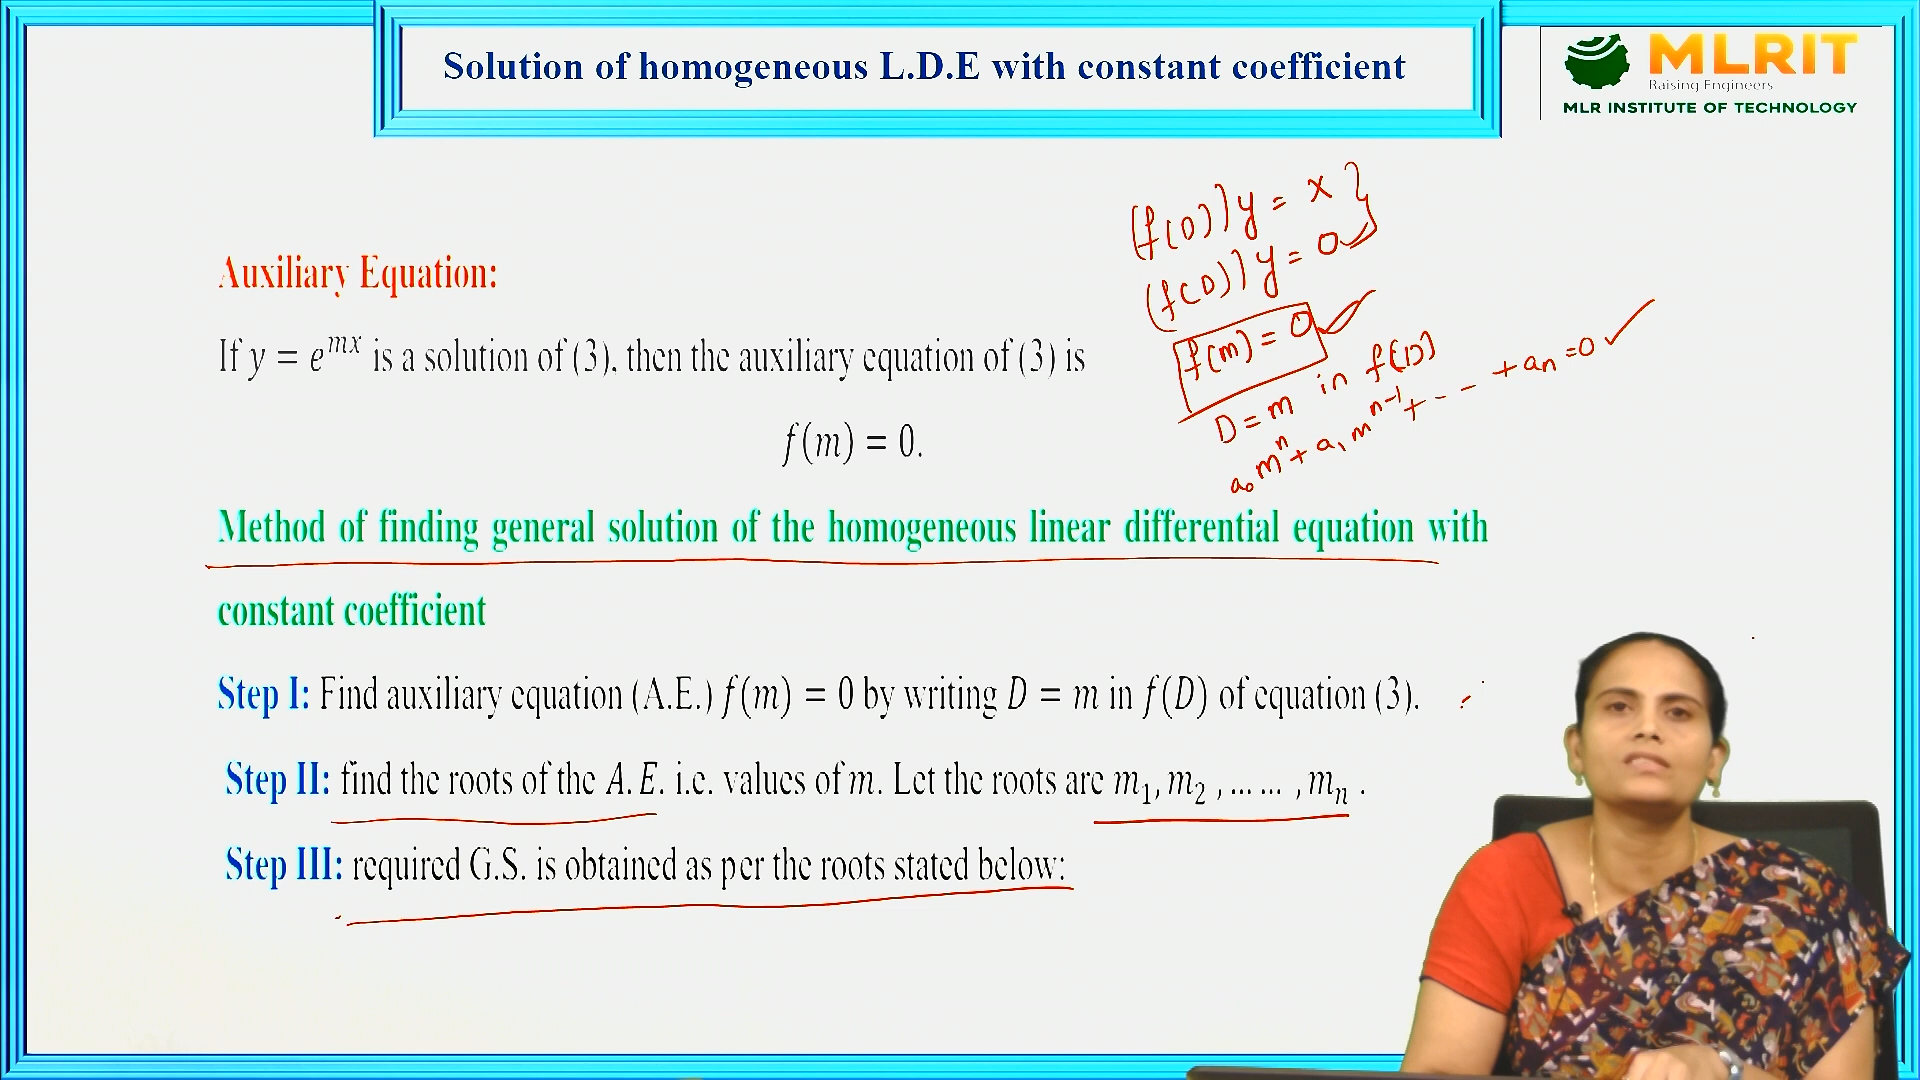 Solution of homogeneous L.D.E with constant coefficient
MLRIT
Raising Engineers
MLR INSTITUTE OF TECHNOLOGY
(f(D))y = x }
(f(D))y = 0
f(m) = 0
D = m in f(D)
a₀mⁿ + a₁mⁿ⁻¹ + - - - + aₙ = 0
Auxiliary Equation:
If y = eᵐˣ is a solution of (3), then the auxiliary equation of (3) is
f(m) = 0.
Method of finding general solution of the homogeneous linear differential equation with
constant coefficient
Step I: Find auxiliary equation (A.E.) f(m) = 0 by writing D = m in f(D) of equation (3).
Step II: find the roots of the A.E. i.e. values of m. Let the roots are m₁, m₂ , … … , mₙ .
Step III: required G.S. is obtained as per the roots stated below: